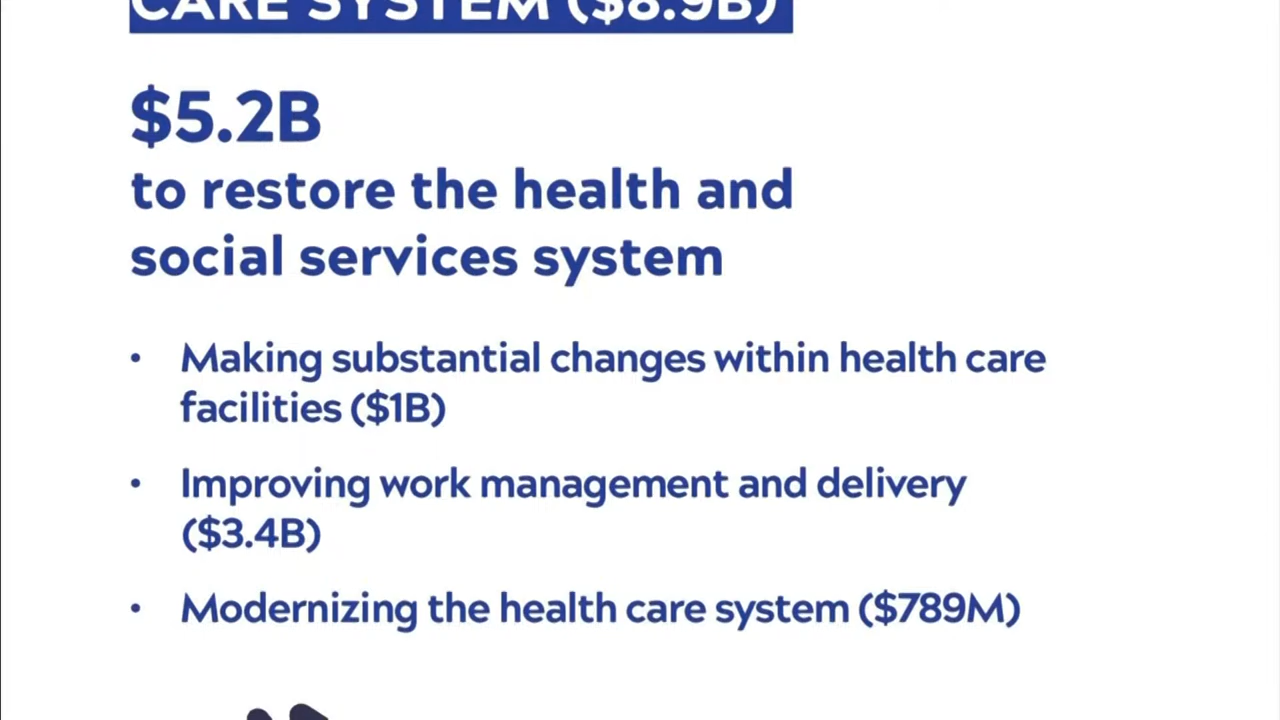 CARE SYSTEM ($8.9B)
$5.2B
to restore the health and
social services system
• Making substantial changes within health care
facilities ($1B)
• Improving work management and delivery
($3.4B)
• Modernizing the health care system ($789M)